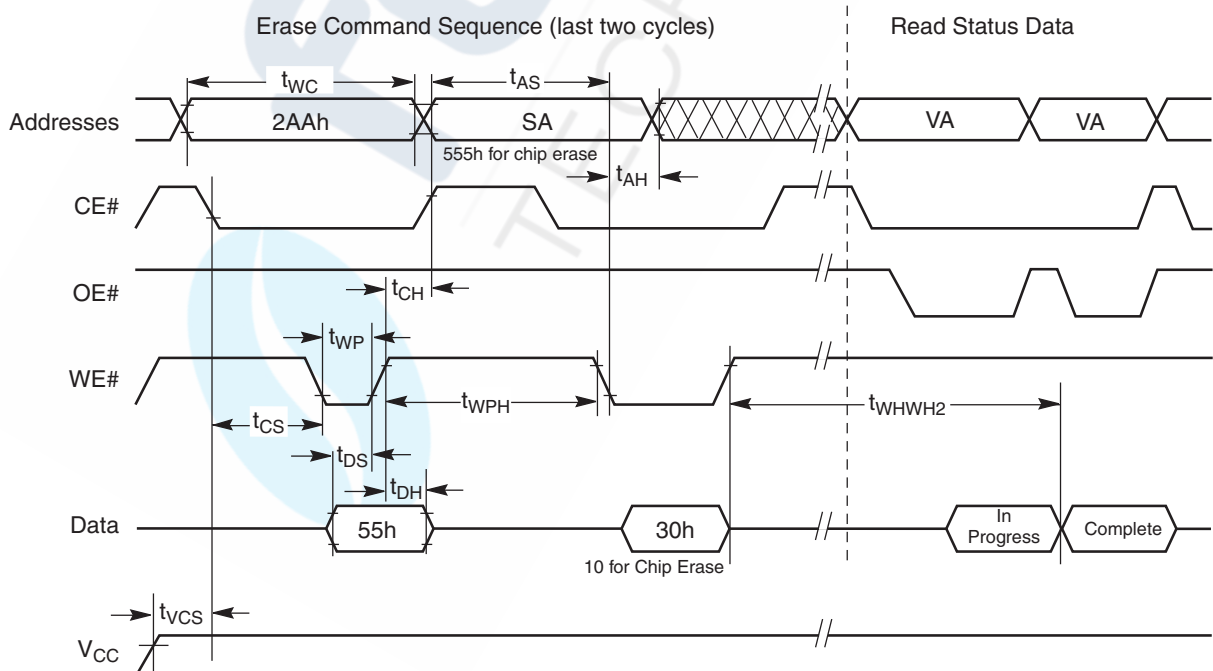 Erase Command Sequence (last two cycles)
Read Status Data
tWC
tAS
Addresses
2AAh
SA
VA
VA
555h for chip erase
tAH
CE#
OE#
tCH
tWP
WE#
tWPH
tWHWH2
tCS
tDS
tDH
Data
55h
30h
In
Progress
Complete
10 for Chip Erase
tVCS
VCC